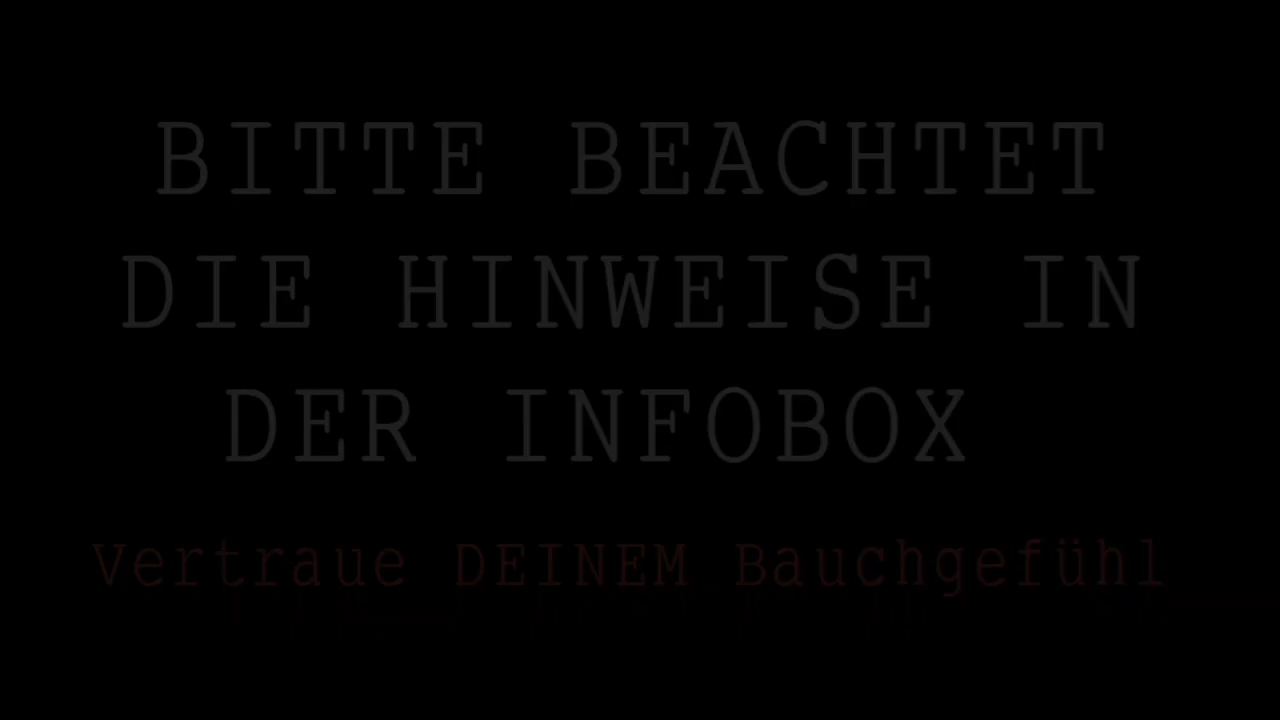 BITTE BEACHTET
DIE HINWEISE IN
DER INFOBOX
Vertraue DEINEM Bauchgefühl